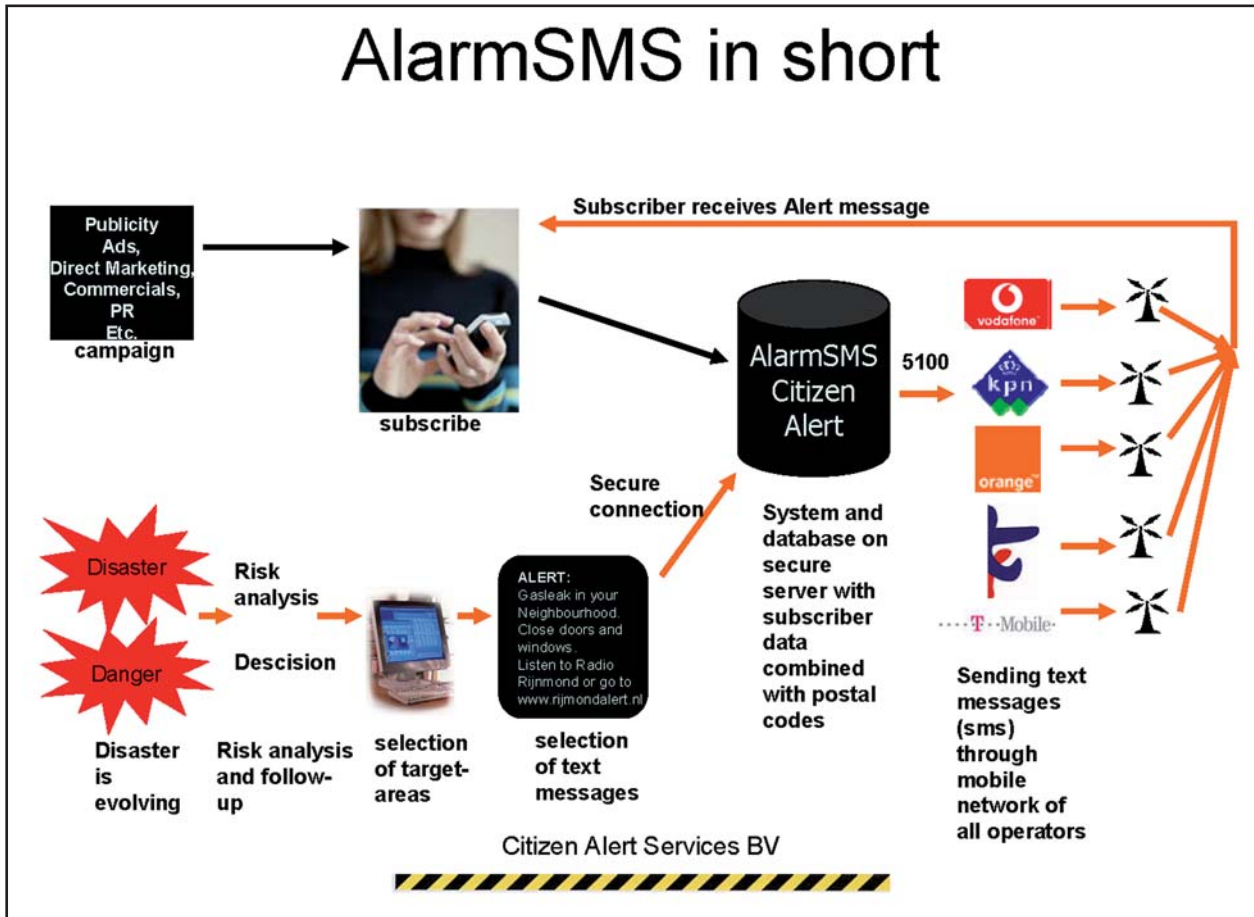 AlarmSMS in short
Publicity
Ads,
Direct Marketing,
Commercials,
PR
Etc.
campaign
subscribe
Subscriber receives Alert message
AlarmSMS
Citizen
Alert
5100
vodafone™
kpn
orange™
T Mobile
Secure
connection
Disaster
Danger
Risk
analysis
Descision
ALERT:
Gasleak in your
Neighbourhood.
Close doors and
windows.
Listen to Radio
Rijnmond or go to
www.rijmondalert.nl
Disaster
is
evolving
Risk analysis
and follow-
up
selection
of target-
areas
selection
of text
messages
System and
database on
secure
server with
subscriber
data
combined
with postal
codes
Sending text
messages
(sms)
through
mobile
network of
all operators
Citizen Alert Services BV